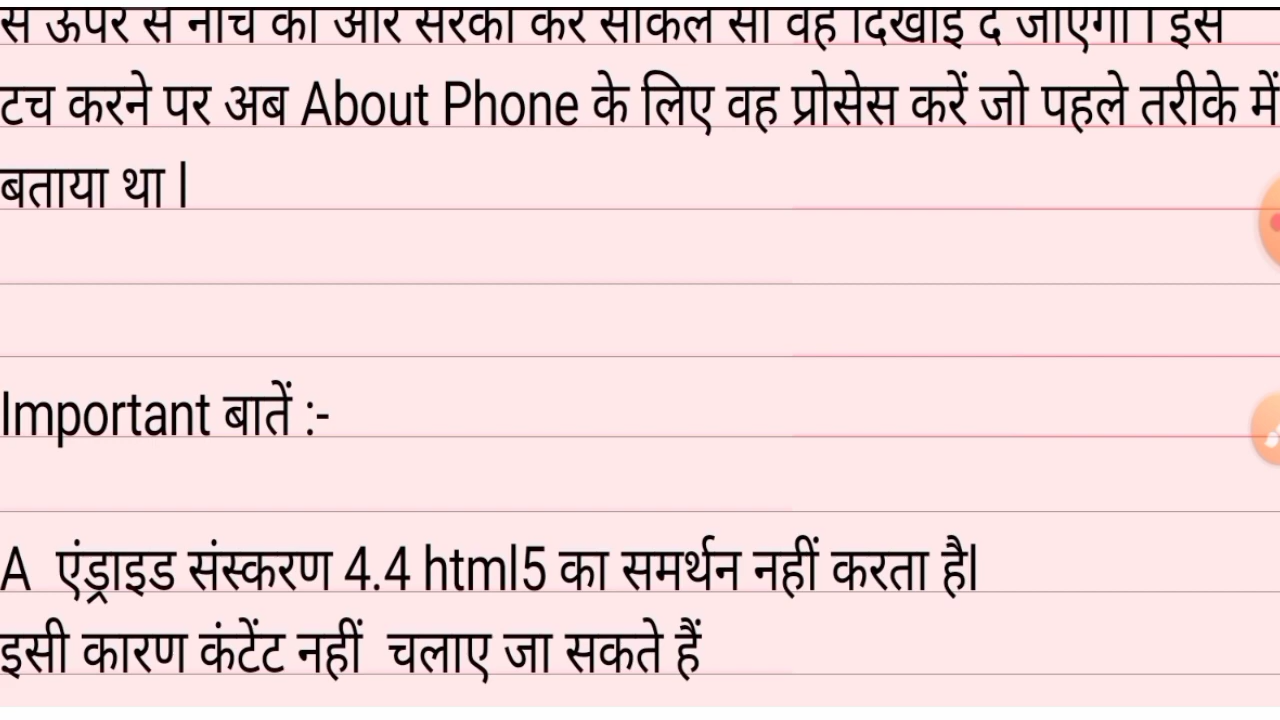 से ऊपर से नीचे की ओर सरका कर सीकल सी वह दिखाई दे जाएगी l इसे
टच करने पर अब About Phone के लिए वह प्रोसेस करें जो पहले तरीके में
बताया था l
Important बातें :-
A एंड्राइड संस्करण 4.4 html5 का समर्थन नहीं करता हैl
इसी कारण कंटेंट नहीं चलाए जा सकते हैं